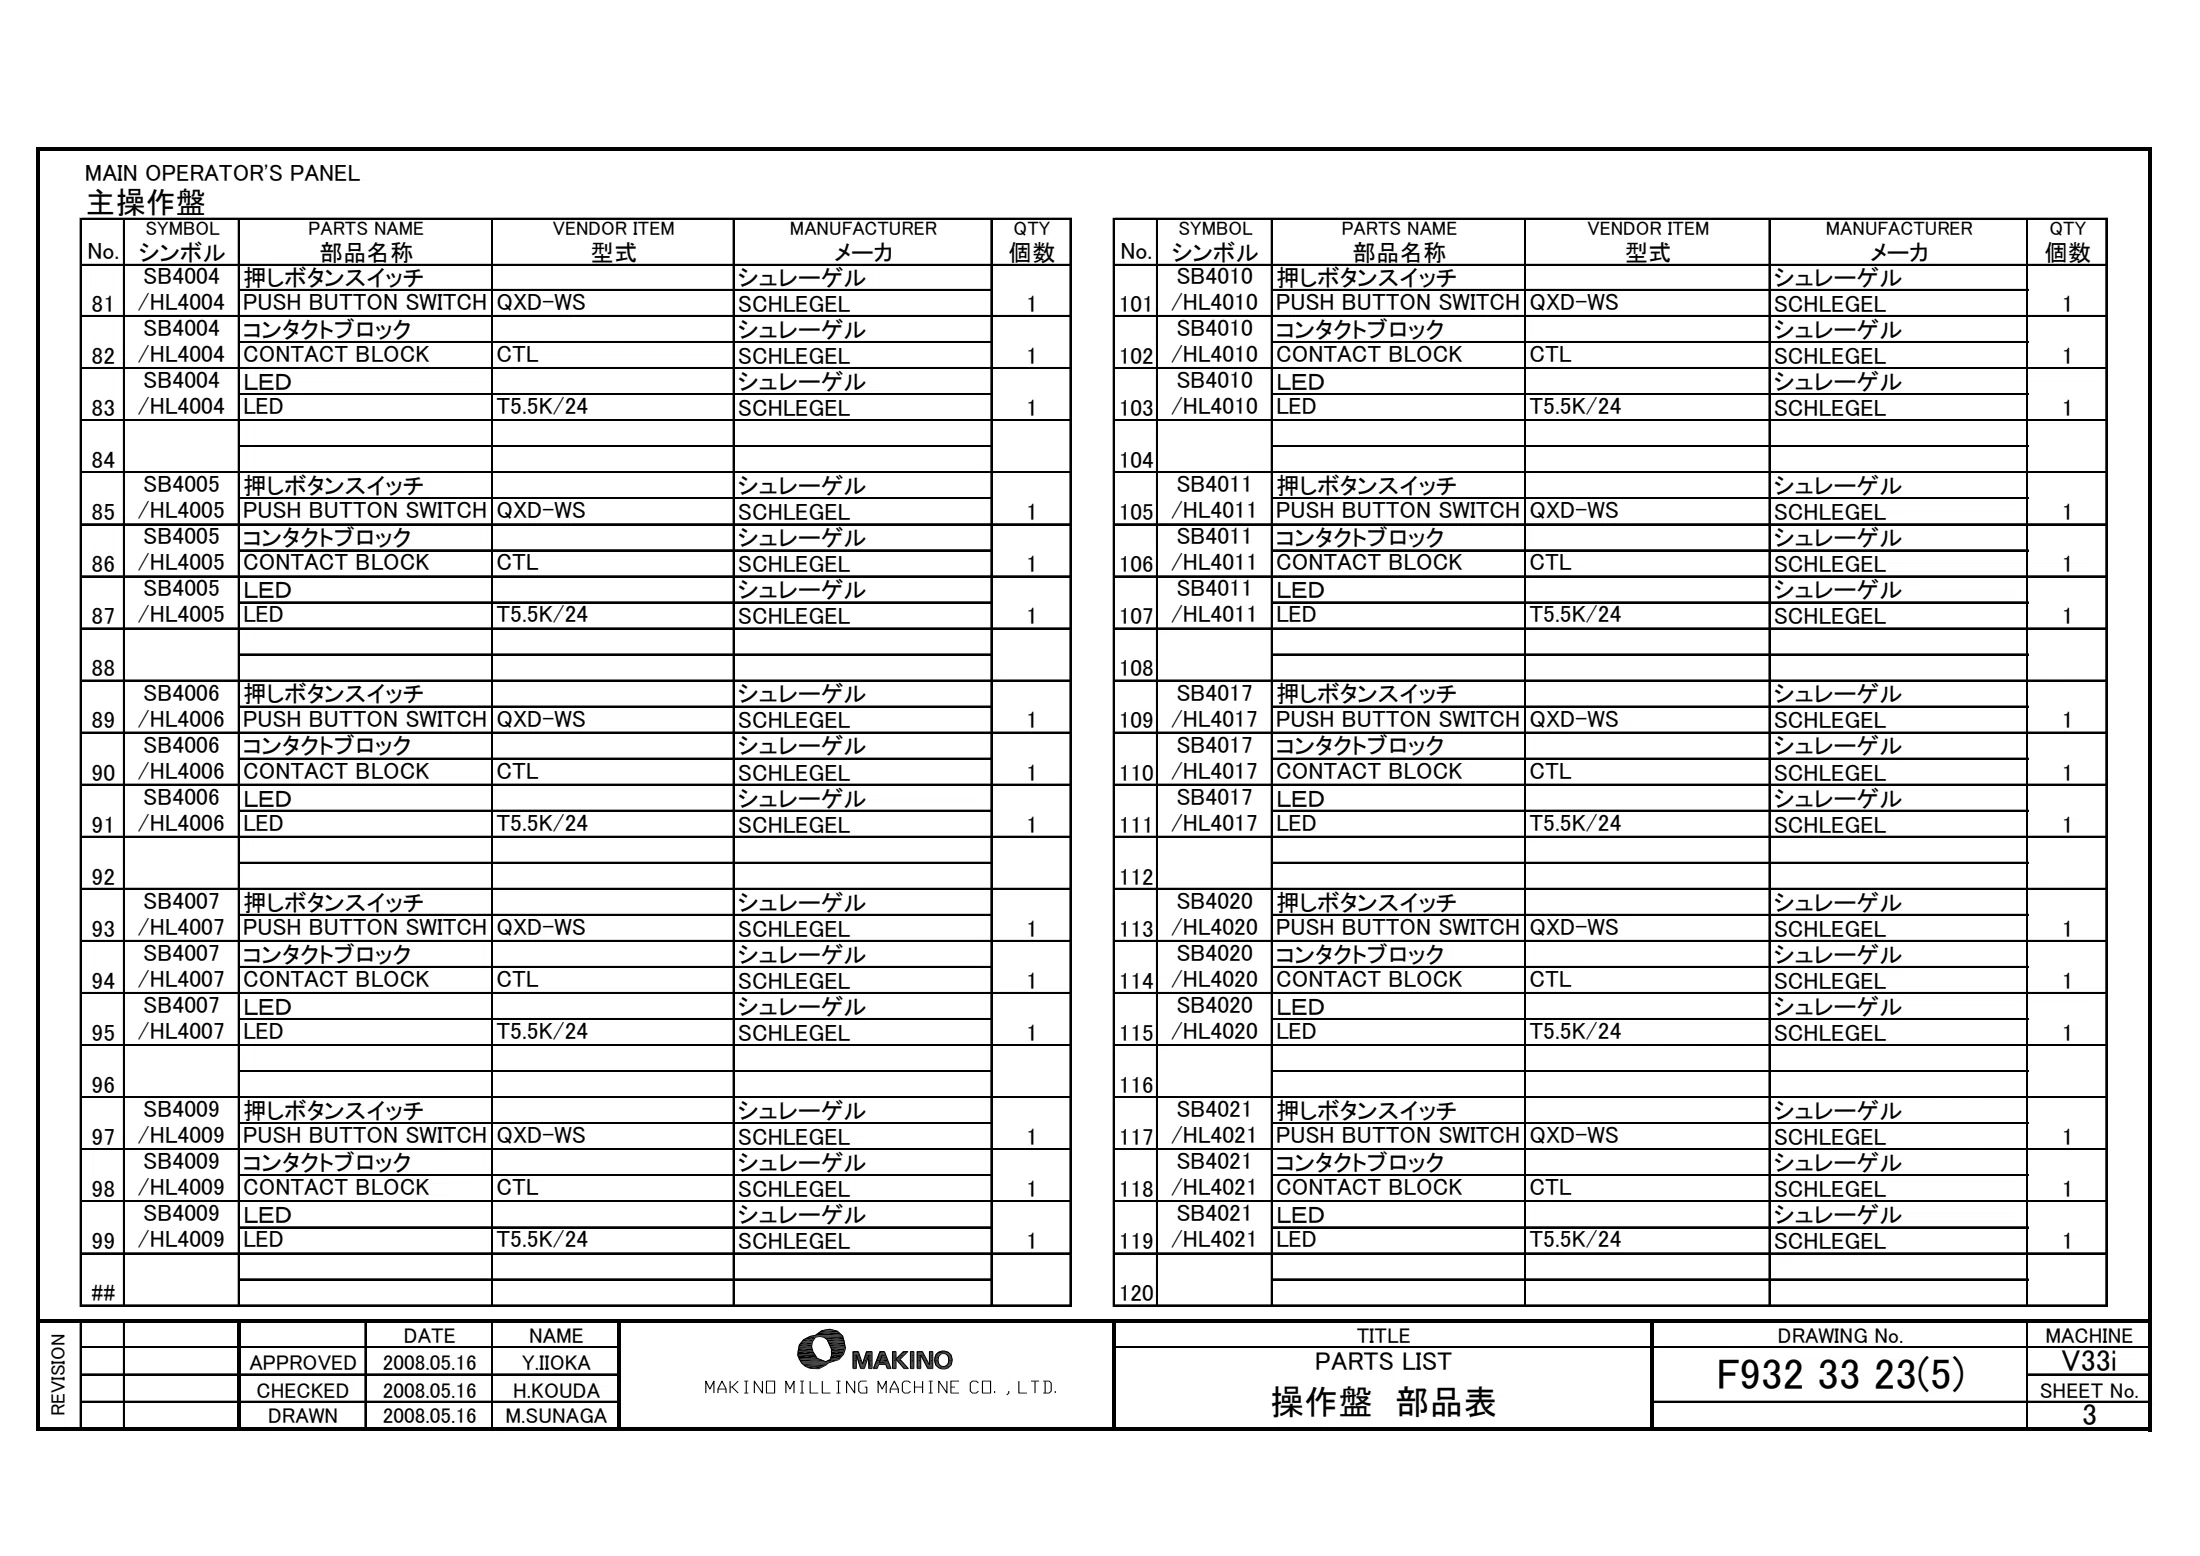 MAIN OPERATOR'S PANEL
主操作盤
No. SYMBOL シンボル PARTS NAME 部品名称 VENDOR ITEM 型式 MANUFACTURER メーカ QTY 個数
81 SB4004 押しボタンスイッチ シュレーゲル
/HL4004 PUSH BUTTON SWITCH QXD-WS SCHLEGEL 1
82 SB4004 コンタクトブロック シュレーゲル
/HL4004 CONTACT BLOCK CTL SCHLEGEL 1
83 SB4004 LED シュレーゲル
/HL4004 LED T5.5K/24 SCHLEGEL 1
84
85 SB4005 押しボタンスイッチ シュレーゲル
/HL4005 PUSH BUTTON SWITCH QXD-WS SCHLEGEL 1
86 SB4005 コンタクトブロック シュレーゲル
/HL4005 CONTACT BLOCK CTL SCHLEGEL 1
87 SB4005 LED シュレーゲル
/HL4005 LED T5.5K/24 SCHLEGEL 1
88
89 SB4006 押しボタンスイッチ シュレーゲル
/HL4006 PUSH BUTTON SWITCH QXD-WS SCHLEGEL 1
90 SB4006 コンタクトブロック シュレーゲル
/HL4006 CONTACT BLOCK CTL SCHLEGEL 1
91 SB4006 LED シュレーゲル
/HL4006 LED T5.5K/24 SCHLEGEL 1
92
93 SB4007 押しボタンスイッチ シュレーゲル
/HL4007 PUSH BUTTON SWITCH QXD-WS SCHLEGEL 1
94 SB4007 コンタクトブロック シュレーゲル
/HL4007 CONTACT BLOCK CTL SCHLEGEL 1
95 SB4007 LED シュレーゲル
/HL4007 LED T5.5K/24 SCHLEGEL 1
96
97 SB4009 押しボタンスイッチ シュレーゲル
/HL4009 PUSH BUTTON SWITCH QXD-WS SCHLEGEL 1
98 SB4009 コンタクトブロック シュレーゲル
/HL4009 CONTACT BLOCK CTL SCHLEGEL 1
99 SB4009 LED シュレーゲル
/HL4009 LED T5.5K/24 SCHLEGEL 1
##
No. SYMBOL シンボル PARTS NAME 部品名称 VENDOR ITEM 型式 MANUFACTURER メーカ QTY 個数
101 SB4010 押しボタンスイッチ シュレーゲル
/HL4010 PUSH BUTTON SWITCH QXD-WS SCHLEGEL 1
102 SB4010 コンタクトブロック シュレーゲル
/HL4010 CONTACT BLOCK CTL SCHLEGEL 1
103 SB4010 LED シュレーゲル
/HL4010 LED T5.5K/24 SCHLEGEL 1
104
105 SB4011 押しボタンスイッチ シュレーゲル
/HL4011 PUSH BUTTON SWITCH QXD-WS SCHLEGEL 1
106 SB4011 コンタクトブロック シュレーゲル
/HL4011 CONTACT BLOCK CTL SCHLEGEL 1
107 SB4011 LED シュレーゲル
/HL4011 LED T5.5K/24 SCHLEGEL 1
108
109 SB4017 押しボタンスイッチ シュレーゲル
/HL4017 PUSH BUTTON SWITCH QXD-WS SCHLEGEL 1
110 SB4017 コンタクトブロック シュレーゲル
/HL4017 CONTACT BLOCK CTL SCHLEGEL 1
111 SB4017 LED シュレーゲル
/HL4017 LED T5.5K/24 SCHLEGEL 1
112
113 SB4020 押しボタンスイッチ シュレーゲル
/HL4020 PUSH BUTTON SWITCH QXD-WS SCHLEGEL 1
114 SB4020 コンタクトブロック シュレーゲル
/HL4020 CONTACT BLOCK CTL SCHLEGEL 1
115 SB4020 LED シュレーゲル
/HL4020 LED T5.5K/24 SCHLEGEL 1
116
117 SB4021 押しボタンスイッチ シュレーゲル
/HL4021 PUSH BUTTON SWITCH QXD-WS SCHLEGEL 1
118 SB4021 コンタクトブロック シュレーゲル
/HL4021 CONTACT BLOCK CTL SCHLEGEL 1
119 SB4021 LED シュレーゲル
/HL4021 LED T5.5K/24 SCHLEGEL 1
120
REVISION
DATE NAME
APPROVED 2008.05.16 Y.IIOKA
CHECKED 2008.05.16 H.KOUDA
DRAWN 2008.05.16 M.SUNAGA
MAKINO
MAKINO MILLING MACHINE CO. ,LTD.
TITLE
PARTS LIST
操作盤 部品表
DRAWING No.
F932 33 23(5)
MACHINE
V33i
SHEET No.
3